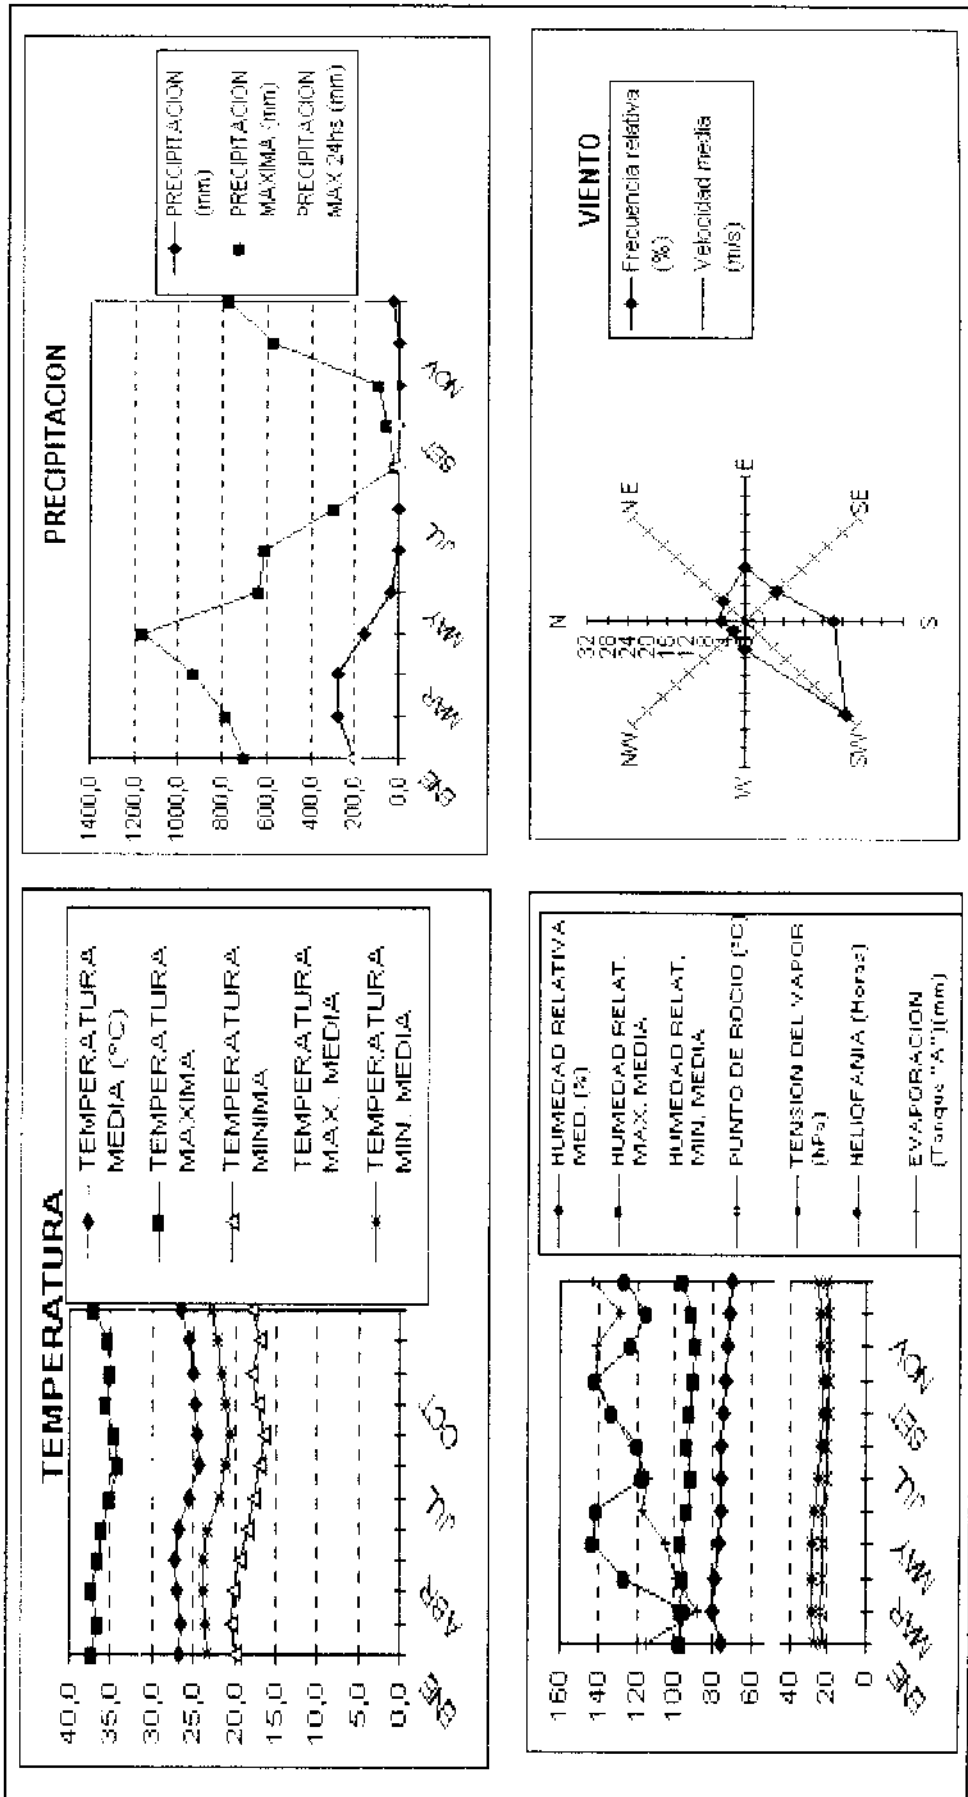 TEMPERATURA
40,0
35,0
30,0
25,0
20,0
15,0
10,0
5,0
0,0
ENE
ABR
JUL
OCT
TEMPERATURA
MEDIA (ºC)
TEMPERATURA
MAXIMA
TEMPERATURA
MINIMA
TEMPERATURA
MAX. MEDIA
TEMPERATURA
MIN. MEDIA
PRECIPITACION
1400,0
1200,0
1000,0
800,0
600,0
400,0
200,0
0,0
ENE
MAR
MAY
JUL
SET
NOV
PRECIPITACION
(mm)
PRECIPITACION
MAXIMA (mm)
PRECIPITACION
MAX 24hs (mm)
160
140
120
100
80
60
40
20
0
ENE
MAR
MAY
JUL
SET
NOV
HUMEDAD RELATIVA
MED. (%)
HUMEDAD RELAT.
MAX. MEDIA
HUMEDAD RELAT.
MIN. MEDIA
PUNTO DE ROCIO (ºC)
TENSION DEL VAPOR
(hPa)
HELIOFANIA (Horas)
EVAPORACION
(Tanque "A")(mm)
VIENTO
N
NE
E
SE
S
SW
W
NW
32
28
24
20
16
12
8
4
Frecuencia relativa
(%)
Velocidad media
(m/s)